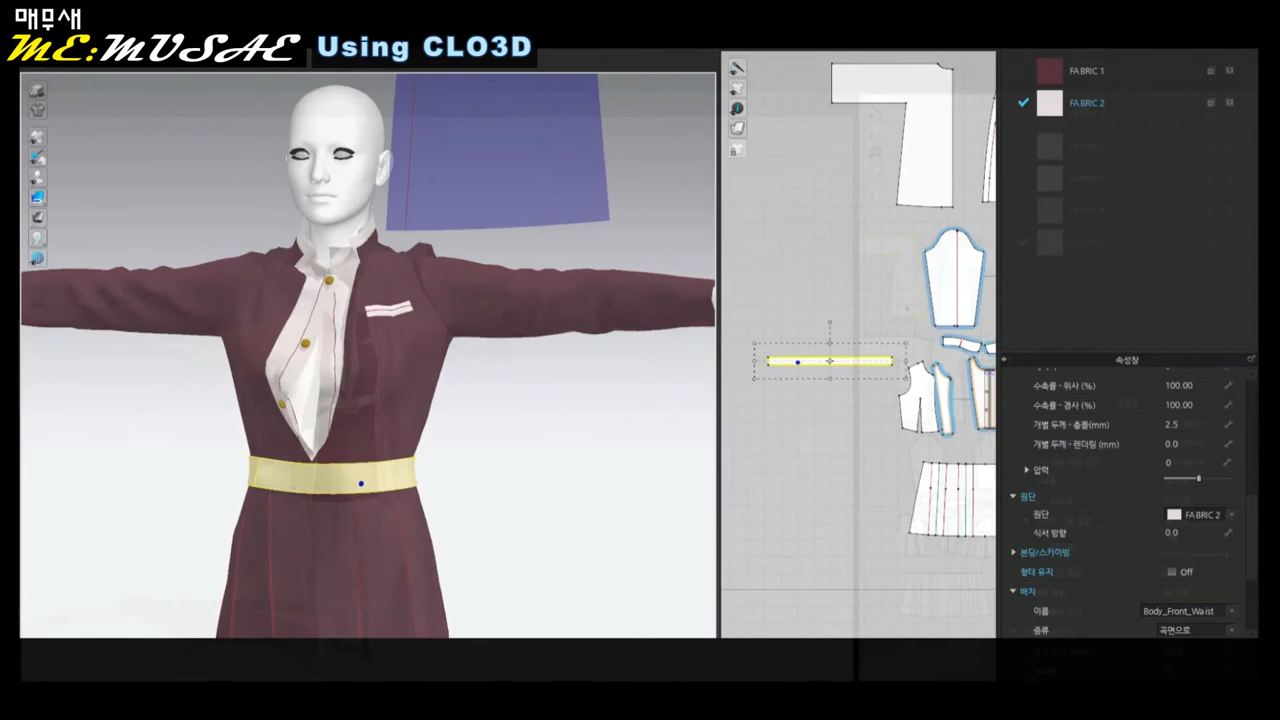 매무새
ME:MUSAE
Using CLO3D
FABRIC 1
FABRIC 2
속성창
수축률 - 위사 (%) 100.00
수축률 - 경사 (%) 100.00
개별 두께 - 충돌(mm) 2.5
개별 두께 - 렌더링 (mm) 0.0
압력 0
원단
원단 FABRIC 2
식서 방향 0.0
본딩/스카이빙
형태 유지 Off
배치
이름 Body_Front_Waist
종류 곡면으로